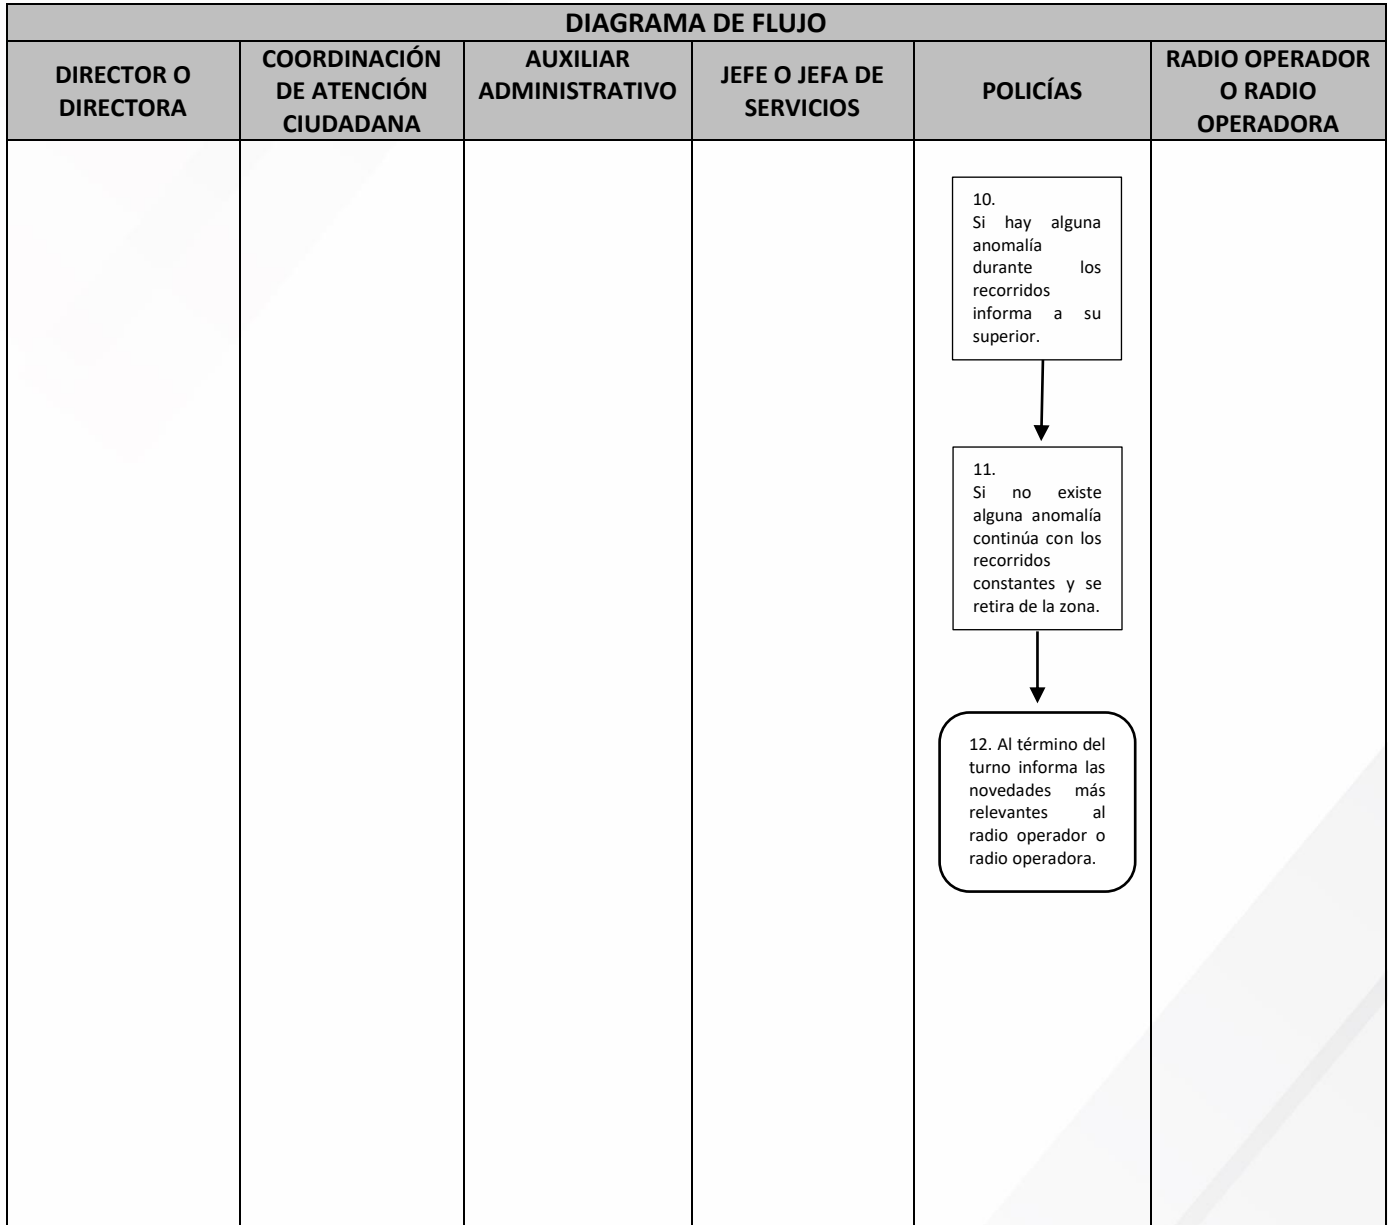 DIAGRAMA DE FLUJO
DIRECTOR O
DIRECTORA
COORDINACIÓN
DE ATENCIÓN
CIUDADANA
AUXILIAR
ADMINISTRATIVO
JEFE O JEFA DE
SERVICIOS
POLICÍAS
RADIO OPERADOR
O RADIO
OPERADORA
10.
Si hay alguna
anomalía
durante los
recorridos
informa a su
superior.
11.
Si no existe
alguna anomalía
continúa con los
recorridos
constantes y se
retira de la zona.
12. Al término del
turno informa las
novedades más
relevantes al
radio operador o
radio operadora.